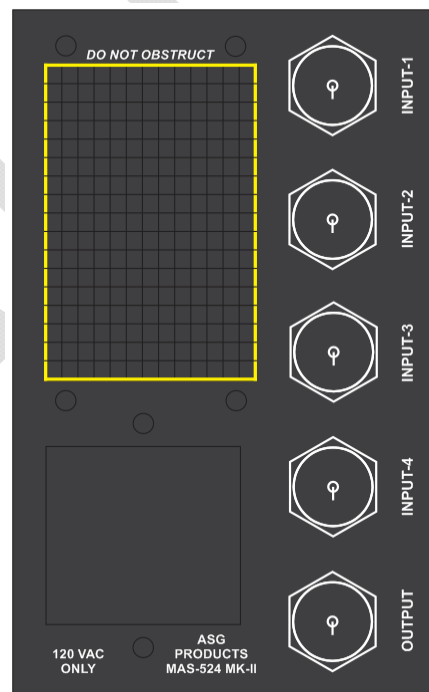 DO NOT OBSTRUCT
INPUT-1
INPUT-2
INPUT-3
INPUT-4
OUTPUT
120 VAC
ONLY
ASG
PRODUCTS
MAS-524 MK-II